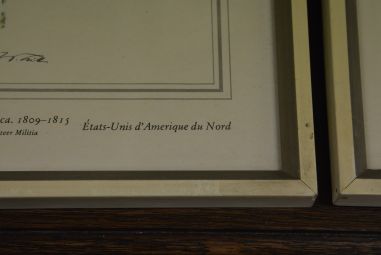 ca. 1809–1815 États-Unis d'Amerique du Nord
teer Militia